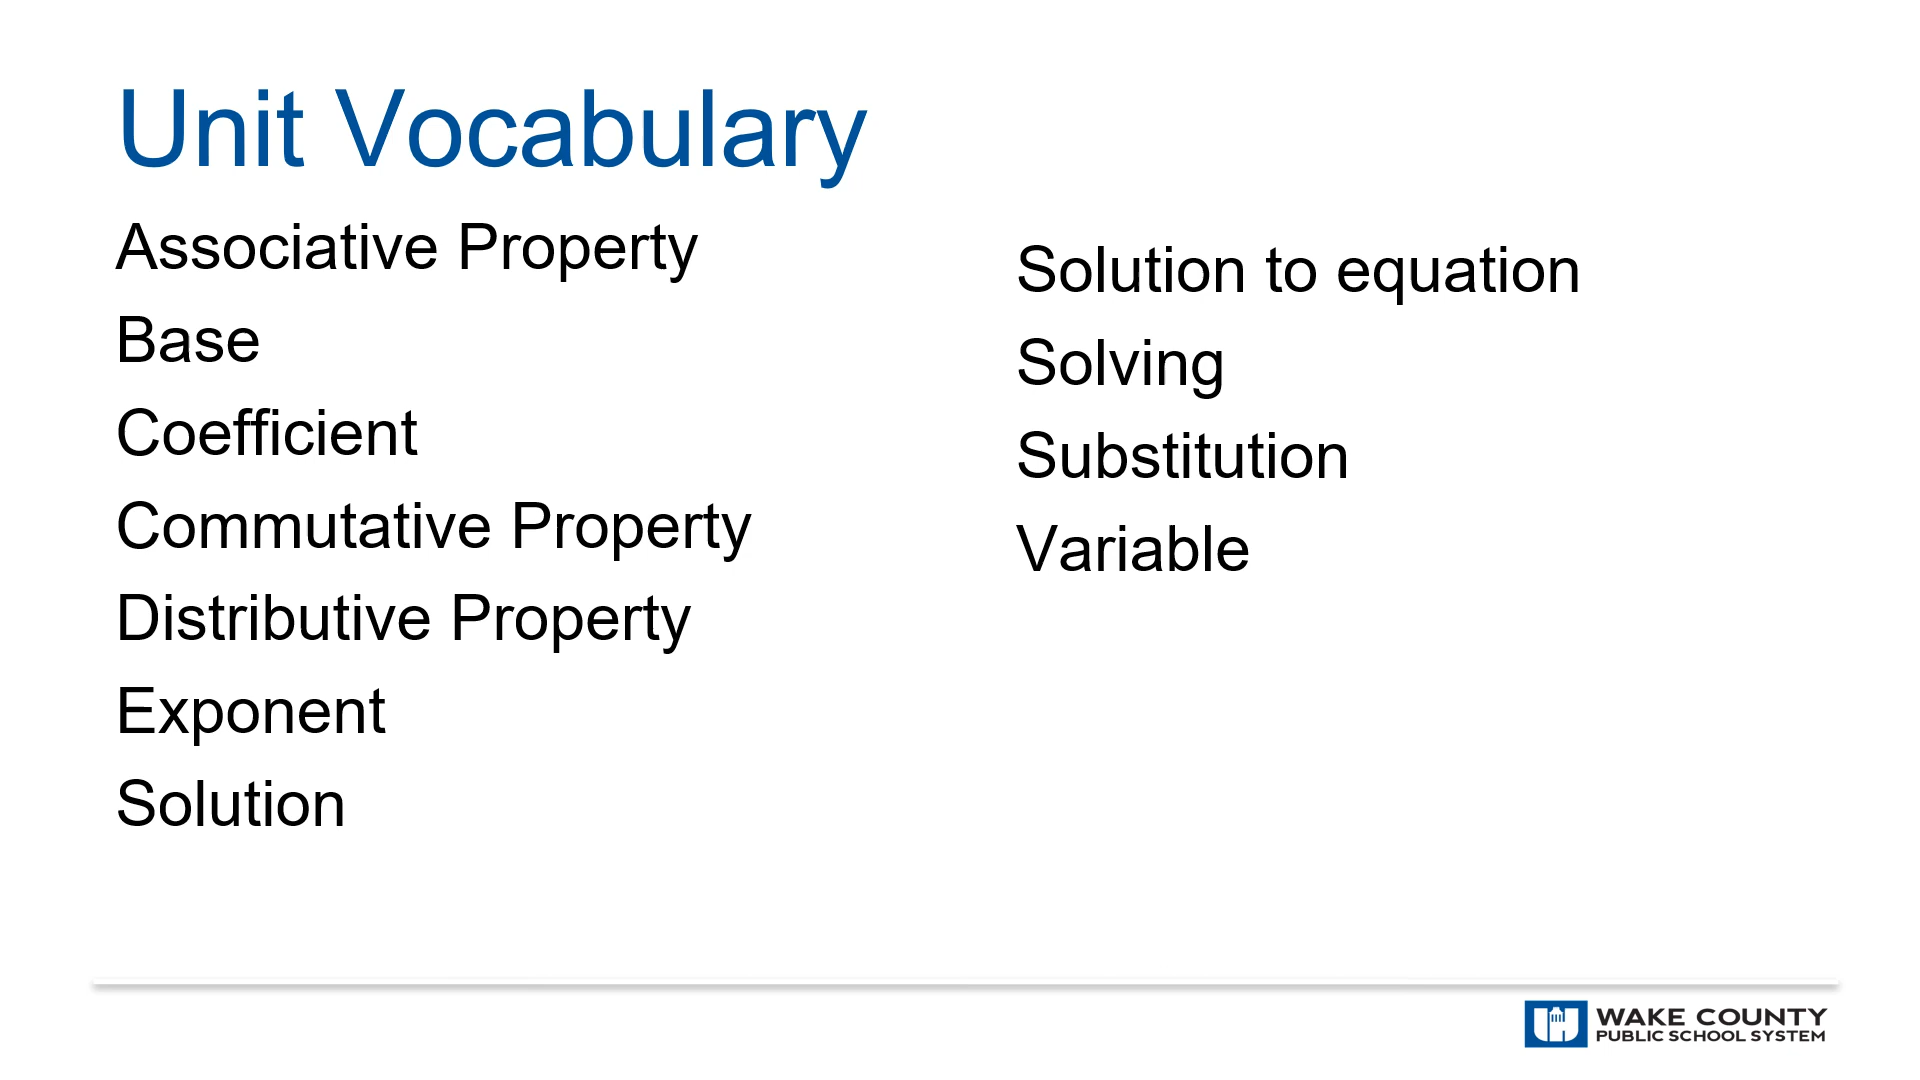 Unit Vocabulary
Associative Property
Base
Coefficient
Commutative Property
Distributive Property
Exponent
Solution
Solution to equation
Solving
Substitution
Variable
WAKE COUNTY
PUBLIC SCHOOL SYSTEM